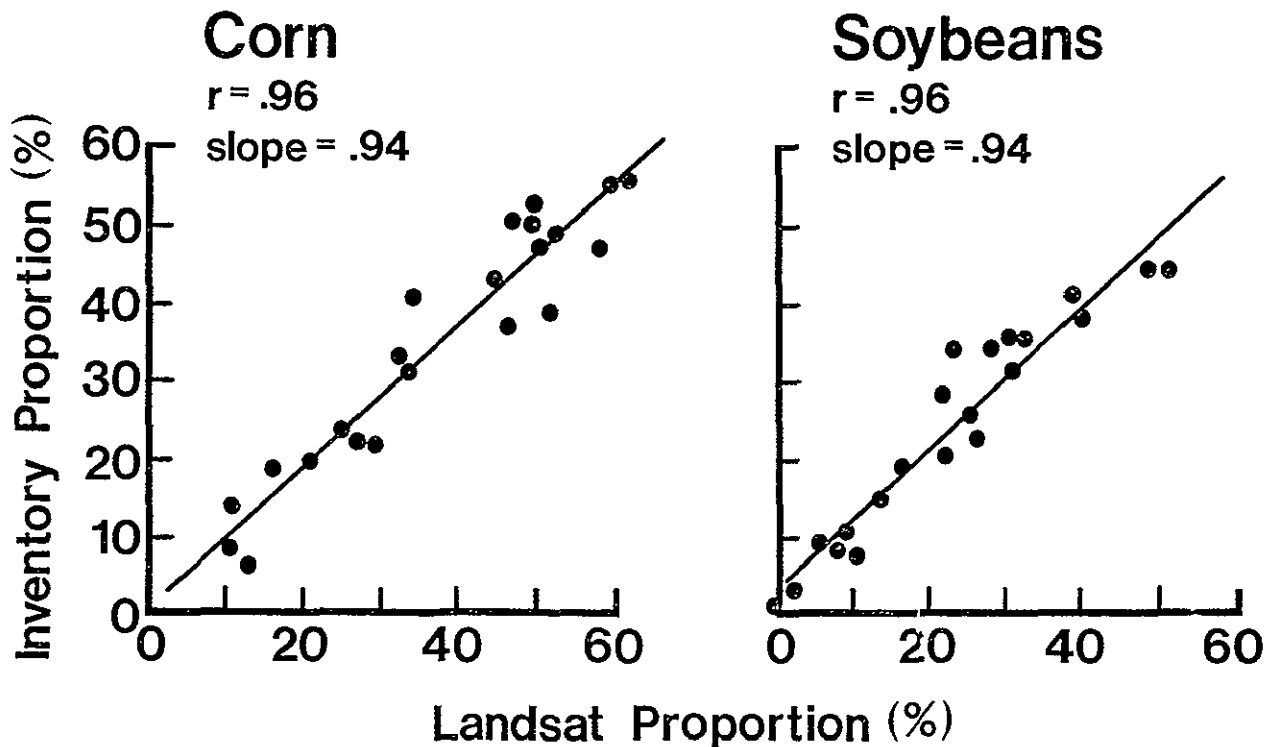 Corn
r = .96
slope = .94
Soybeans
r = .96
slope = .94
Inventory Proportion (%)
60
50
40
30
20
10
0
0 20 40 60
0 20 40 60
Landsat Proportion (%)